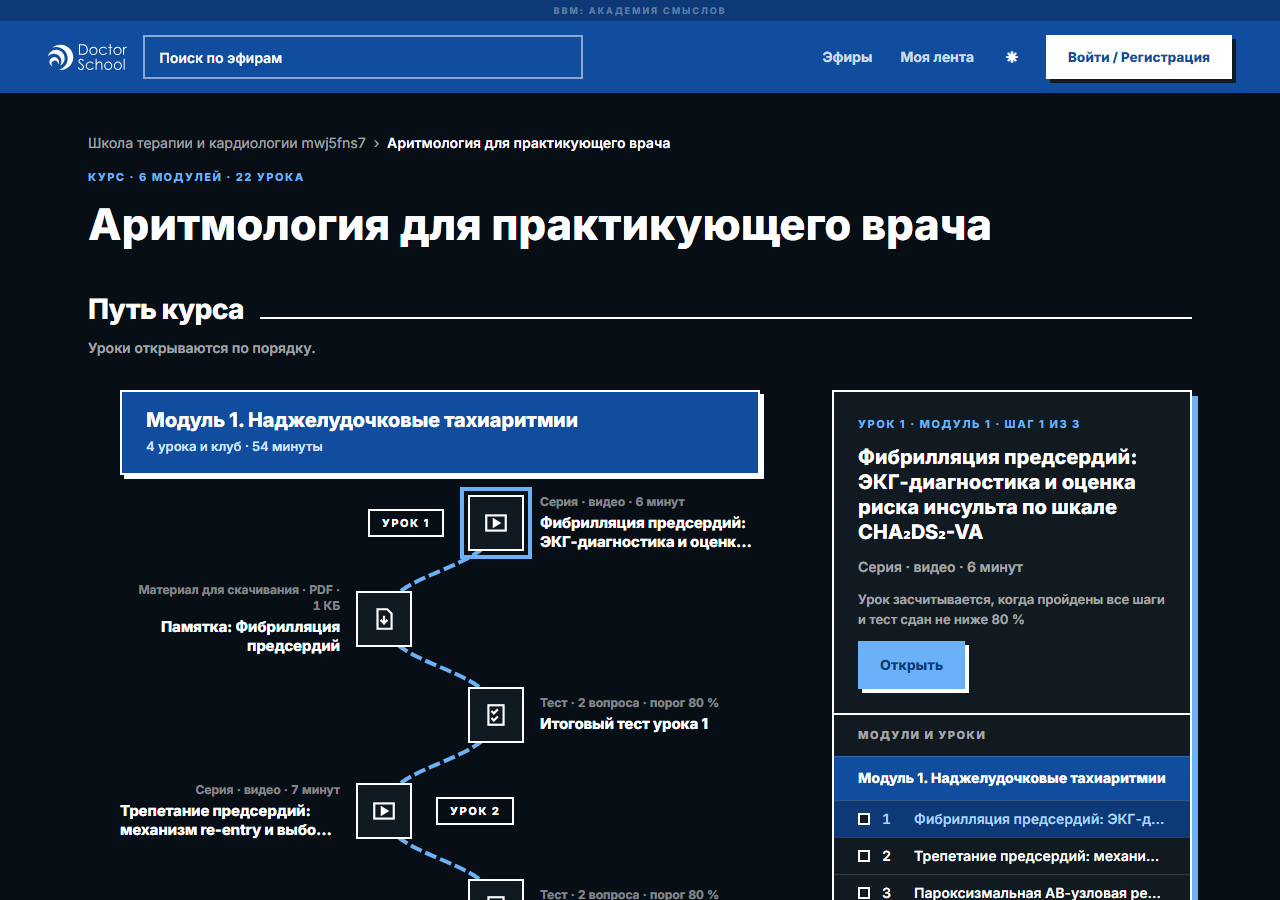 ВВМ: АКАДЕМИЯ СМЫСЛОВ
Doctor
School
Поиск по эфирам
Эфиры
Моя лента
Войти / Регистрация
Школа терапии и кардиологии mwj5fns7 › Аритмология для практикующего врача
КУРС · 6 МОДУЛЕЙ · 22 УРОКА
Аритмология для практикующего врача
Путь курса
Уроки открываются по порядку.
Модуль 1. Наджелудочковые тахиаритмии
4 урока и клуб · 54 минуты
УРОК 1
Серия · видео · 6 минут
Фибрилляция предсердий:
ЭКГ-диагностика и оценк…
Материал для скачивания · PDF ·
1 КБ
Памятка: Фибрилляция
предсердий
Тест · 2 вопроса · порог 80 %
Итоговый тест урока 1
Серия · видео · 7 минут
Трепетание предсердий:
механизм re-entry и выбо…
УРОК 2
Тест · 2 вопроса · порог 80 %
УРОК 1 · МОДУЛЬ 1 · ШАГ 1 ИЗ 3
Фибрилляция предсердий:
ЭКГ-диагностика и оценка
риска инсульта по шкале
CHA₂DS₂-VA
Серия · видео · 6 минут
Урок засчитывается, когда пройдены все шаги
и тест сдан не ниже 80 %
Открыть
МОДУЛИ И УРОКИ
Модуль 1. Наджелудочковые тахиаритмии
1 Фибрилляция предсердий: ЭКГ-д…
2 Трепетание предсердий: механи…
3 Пароксизмальная АВ-узловая ре…